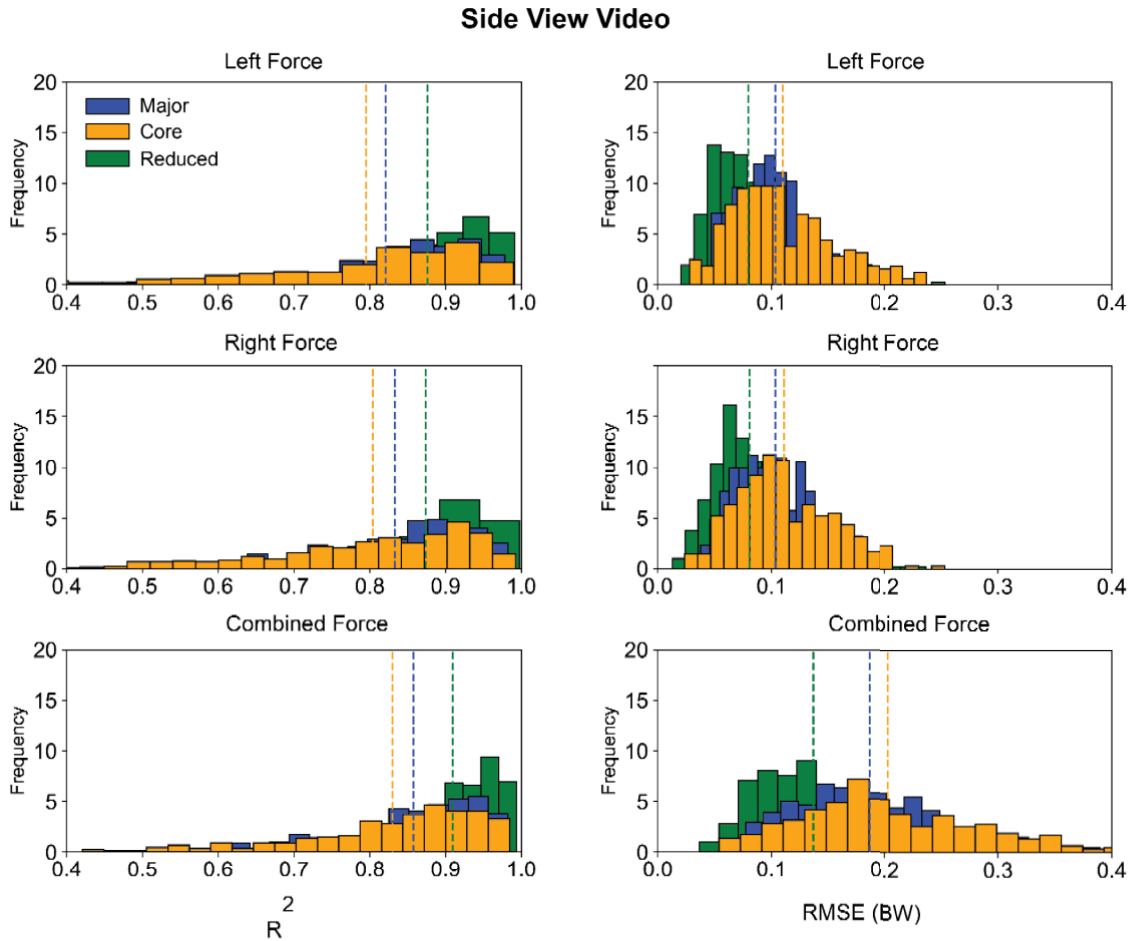 Side View Video
Left Force
20
15
10
5
0
Frequency
Major
Core
Reduced
0.4 0.5 0.6 0.7 0.8 0.9 1.0
Left Force
20
15
10
5
0
Frequency
0.0 0.1 0.2 0.3 0.4
Right Force
20
15
10
5
0
Frequency
0.4 0.5 0.6 0.7 0.8 0.9 1.0
Right Force
20
15
10
5
0
Frequency
0.0 0.1 0.2 0.3 0.4
Combined Force
20
15
10
5
0
Frequency
0.4 0.5 0.6 0.7 0.8 0.9 1.0
R 2
Combined Force
20
15
10
5
0
Frequency
0.0 0.1 0.2 0.3 0.4
RMSE (BW)